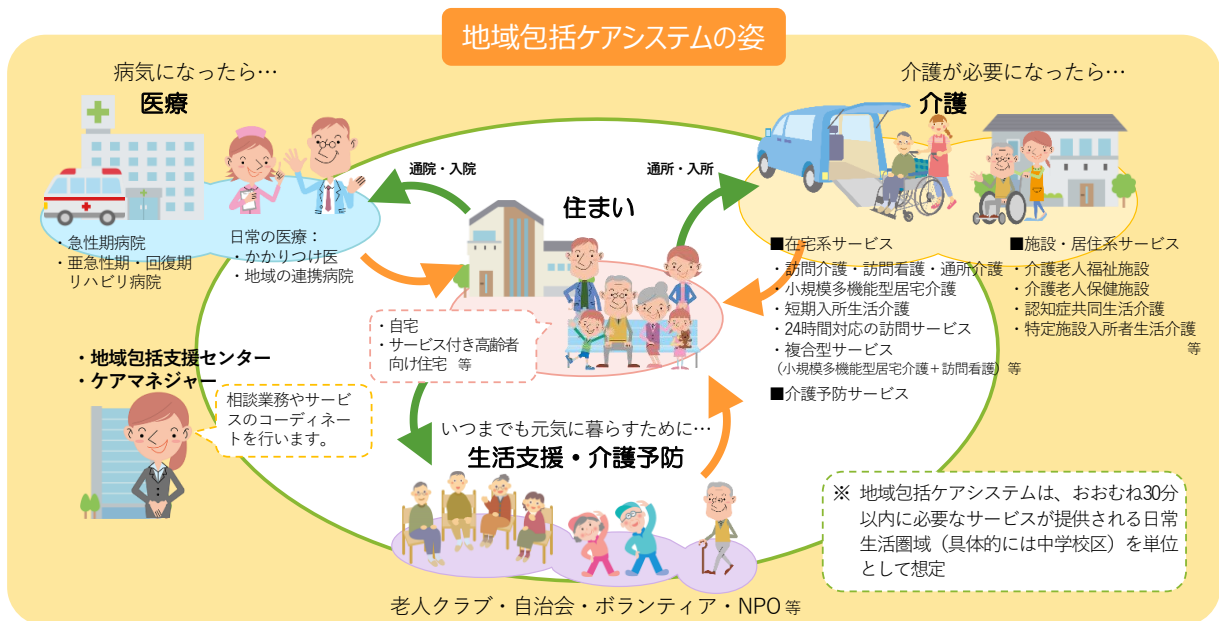 地域包括ケアシステムの姿
病気になったら…
医療
介護が必要になったら…
介護
通院・入院
通所・入所
住まい
・急性期病院
・亜急性期・回復期
リハビリ病院
日常の医療：
・かかりつけ医
・地域の連携病院
■在宅系サービス
・訪問介護・訪問看護・通所介護
・小規模多機能型居宅介護
・短期入所生活介護
・24時間対応の訪問サービス
・複合型サービス
（小規模多機能型居宅介護＋訪問看護）等
■介護予防サービス
■施設・居住系サービス
・介護老人福祉施設
・介護老人保健施設
・認知症共同生活介護
・特定施設入所者生活介護
等
・自宅
・サービス付き高齢者
向け住宅 等
・地域包括支援センター
・ケアマネジャー
相談業務やサービ
スのコーディネー
トを行います。
いつまでも元気に暮らすために…
生活支援・介護予防
老人クラブ・自治会・ボランティア・NPO 等
※ 地域包括ケアシステムは、おおむね30分
以内に必要なサービスが提供される日常
生活圏域（具体的には中学校区）を単位
として想定